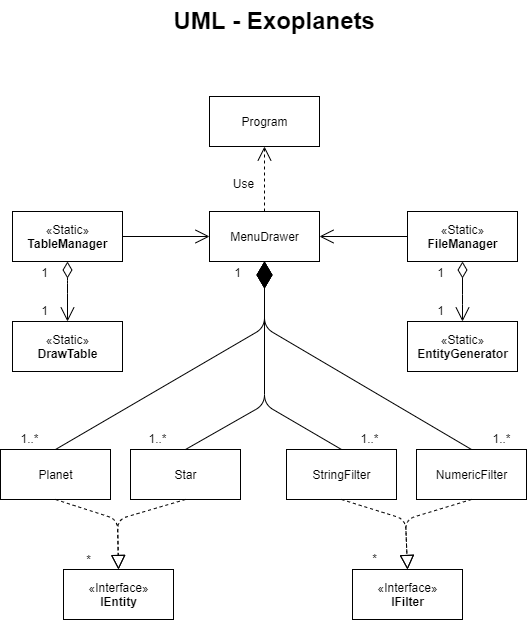 UML - Exoplanets
Program
Use
«Static»
TableManager
MenuDrawer
«Static»
FileManager
1
1
1
1
1
«Static»
DrawTable
«Static»
EntityGenerator
1..*
1..*
1..*
1..*
Planet
Star
StringFilter
NumericFilter
*
*
«Interface»
IEntity
«Interface»
IFilter